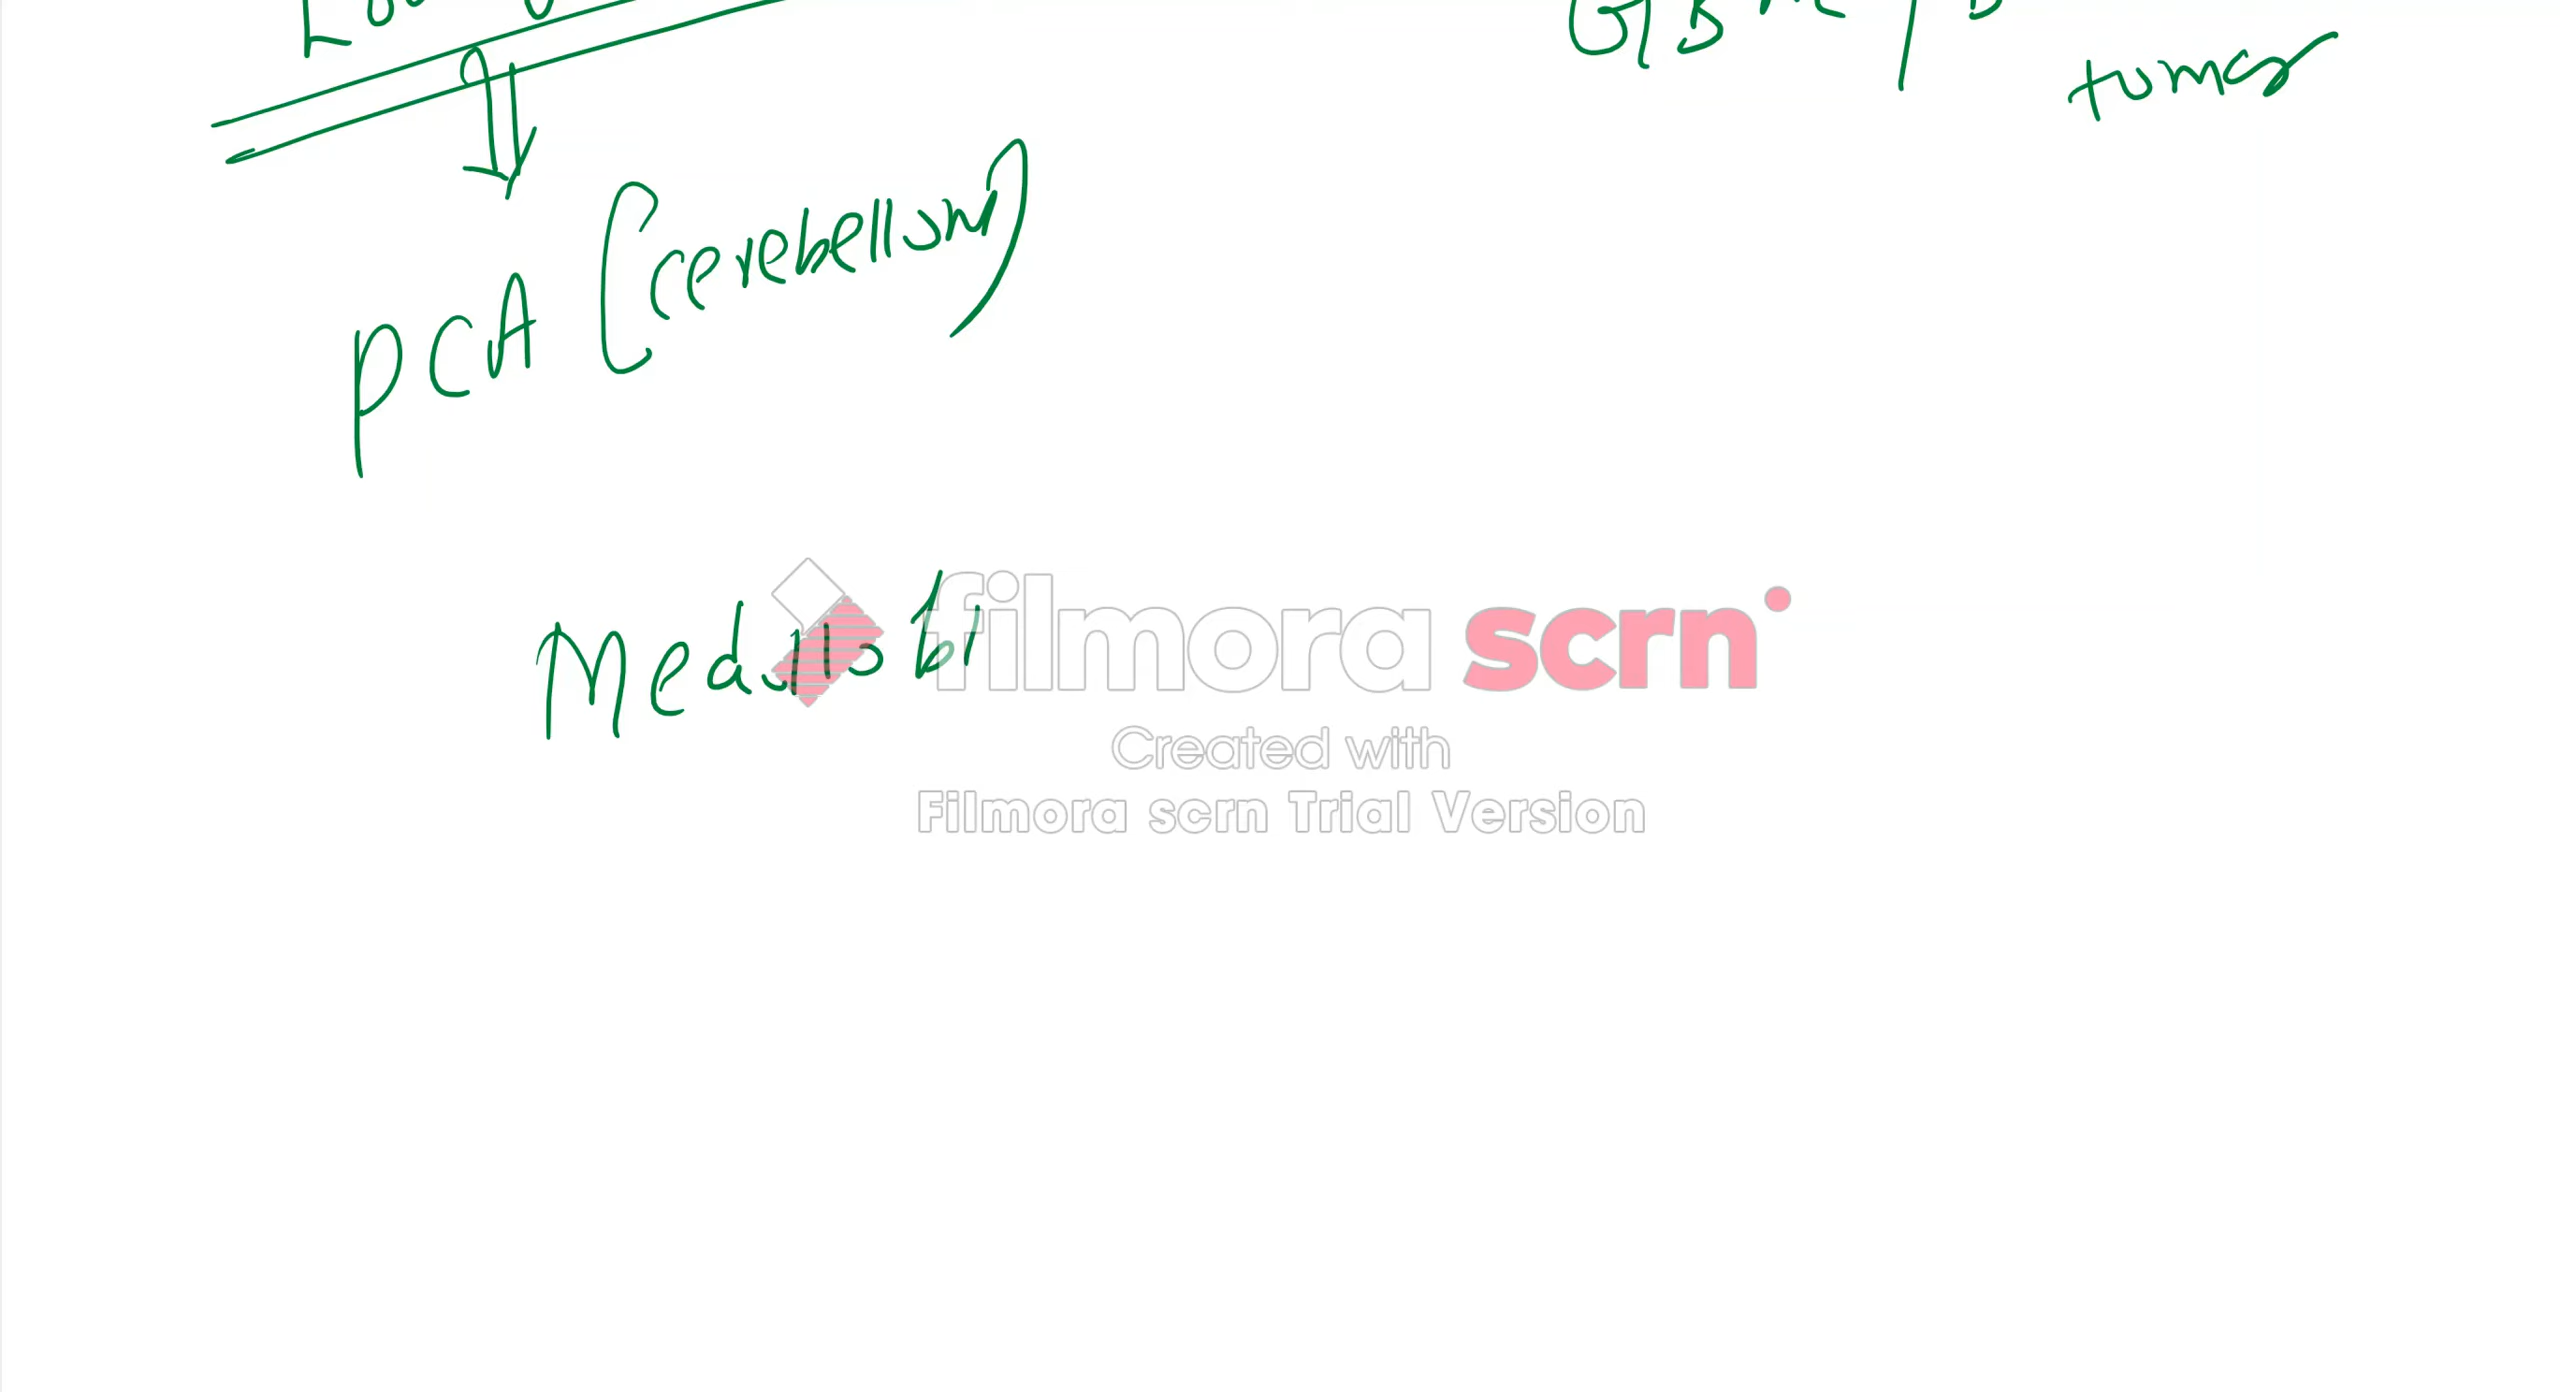 tumor
PCA (cerebellum)
Medullobl
filmora scrn
Created with
Filmora scrn Trial Version